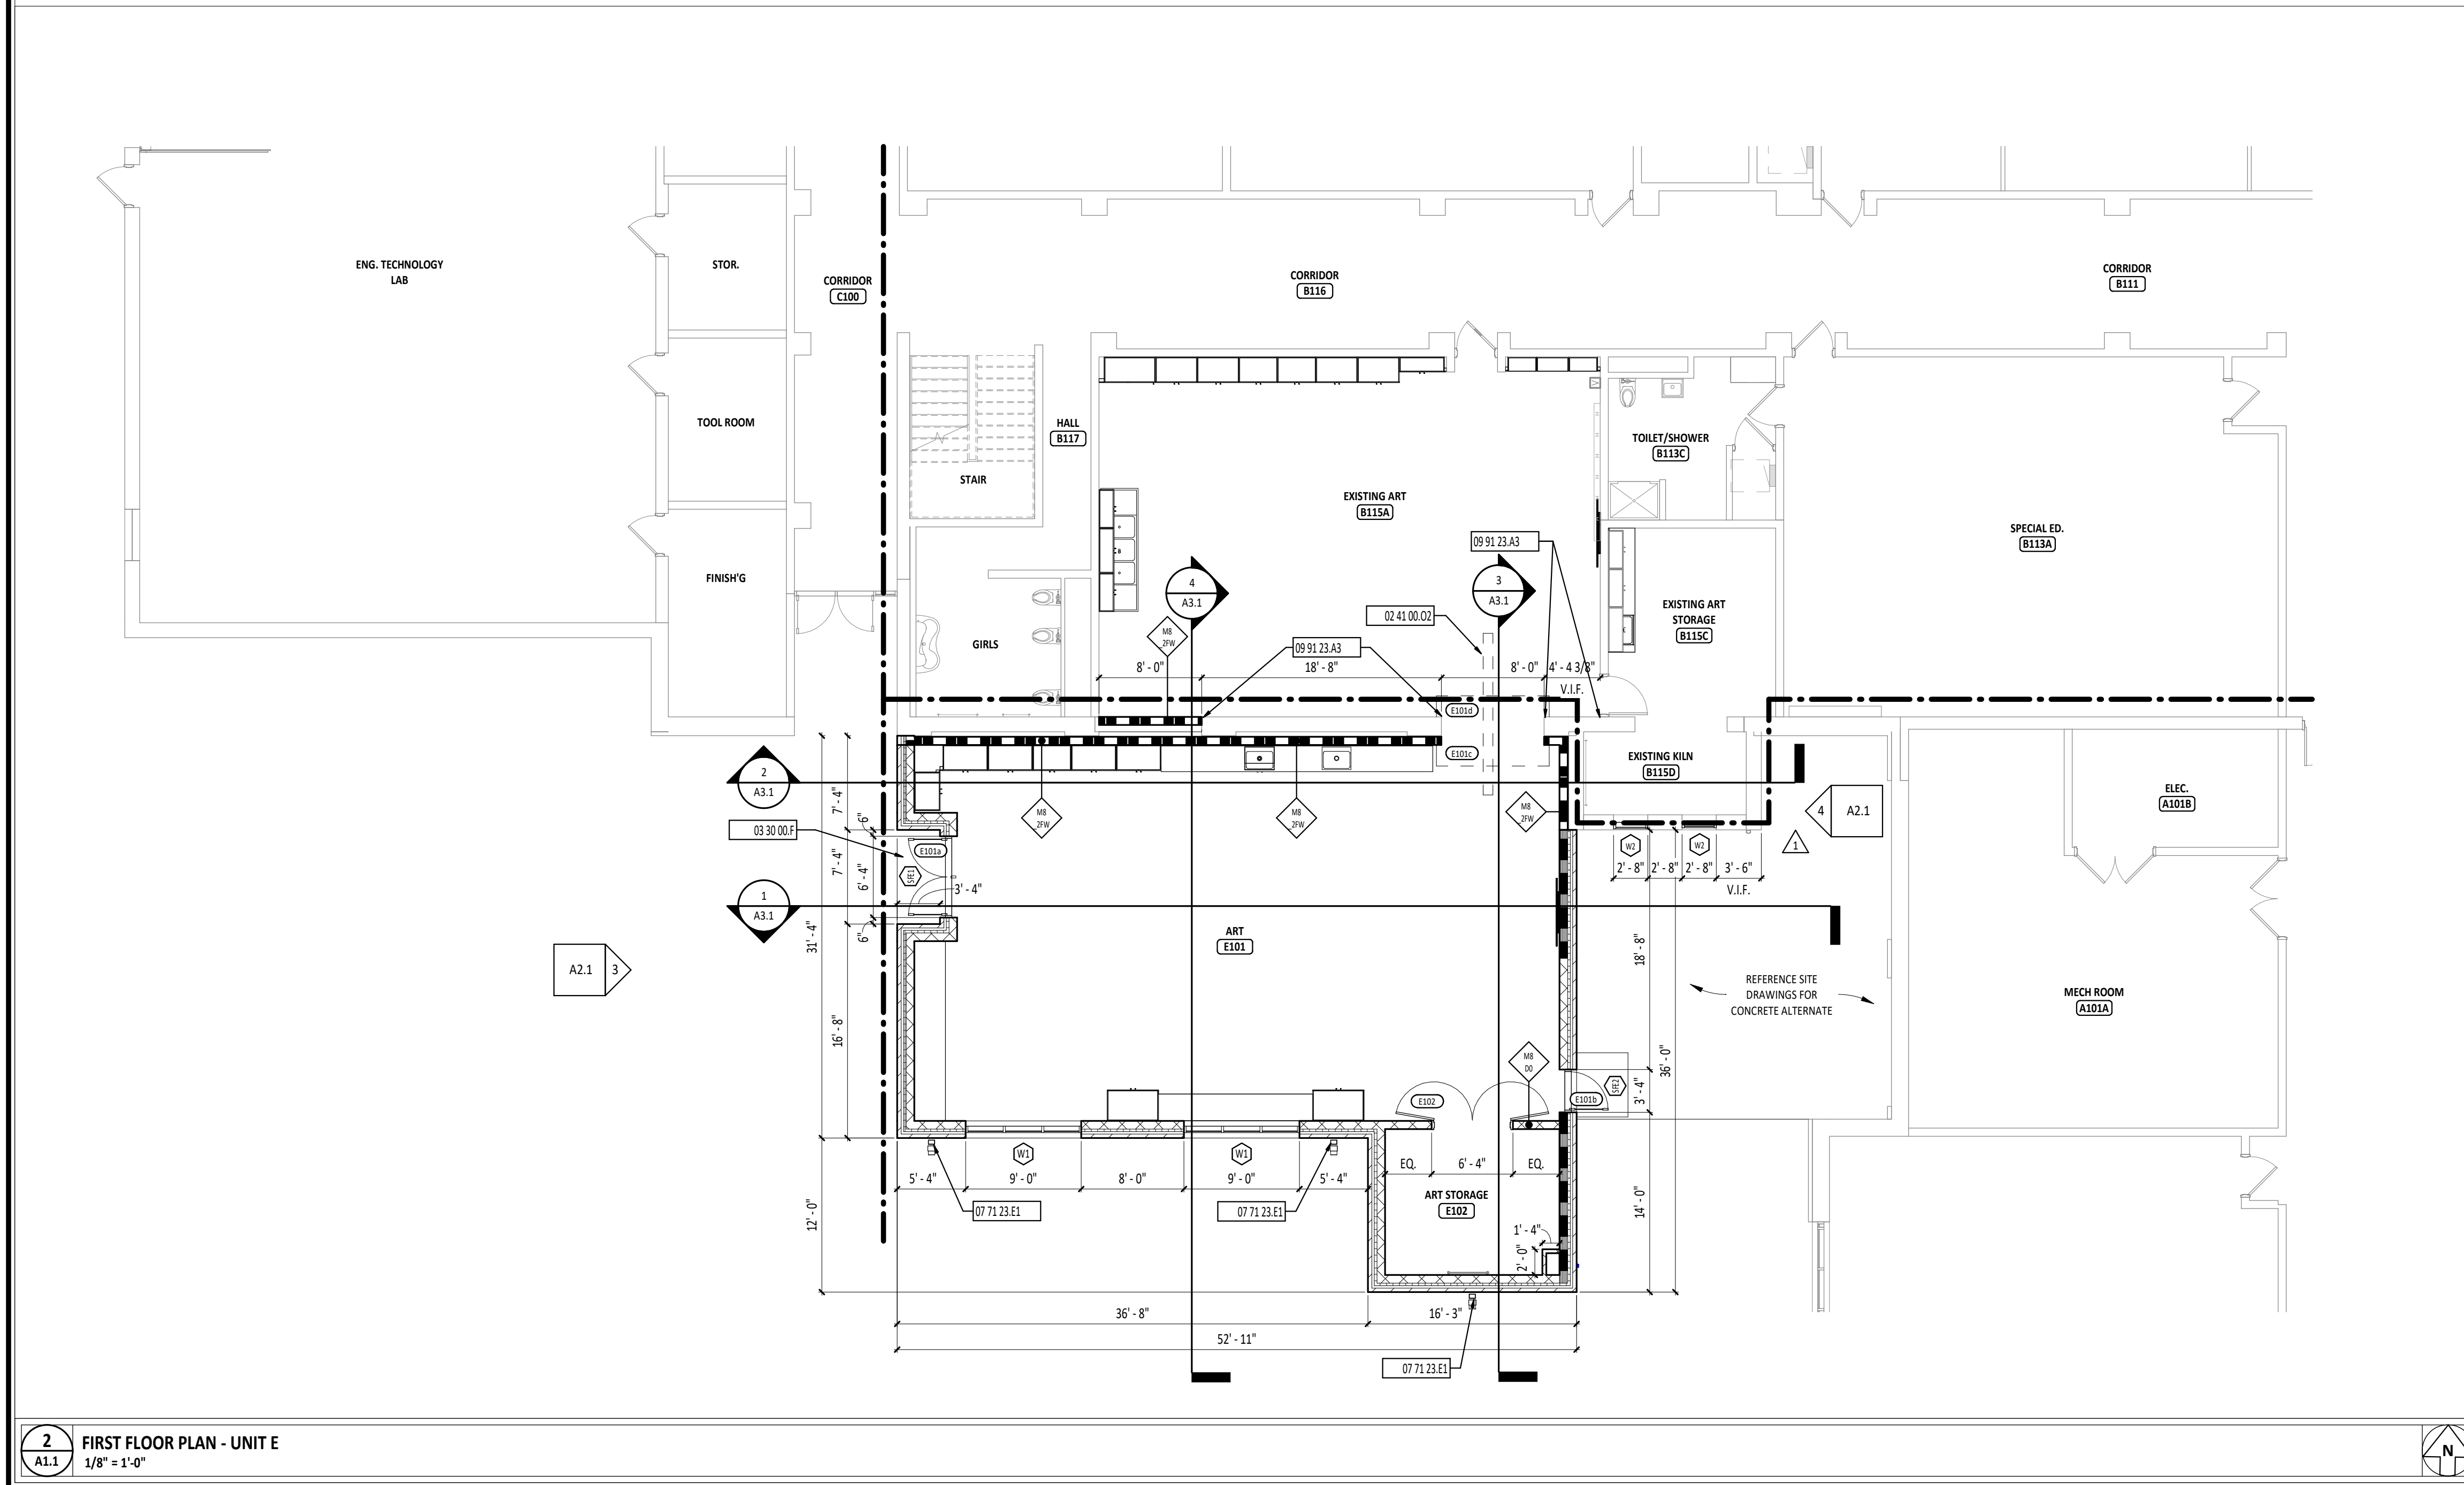 ENG. TECHNOLOGY
LAB
STOR.
CORRIDOR
C100
CORRIDOR
B116
CORRIDOR
B111
TOOL ROOM
HALL
B117
STAIR
EXISTING ART
B115A
TOILET/SHOWER
B113C
SPECIAL ED.
B113A
FINISH'G
GIRLS
4
A3.1
3
A3.1
09 91 23.A3
02 41 00.O2
EXISTING ART
STORAGE
B115C
M8
2FW
09 91 23.A3
8' - 0"
18' - 8"
8' - 0"
4' - 4 3/8"
V.I.F.
E101d
E101c
EXISTING KILN
B115D
2
A3.1
7' - 4"
6"
03 30 00.F
M8
2FW
M8
2FW
M8
2FW
4
A2.1
ELEC.
A101B
1
E101a
SFE1
7' - 4"
6' - 4"
3' - 4"
W2
W2
2' - 8"
2' - 8"
2' - 8"
3' - 6"
V.I.F.
1
A3.1
31' - 4"
6"
ART
E101
18' - 8"
A2.1
3
REFERENCE SITE
DRAWINGS FOR
CONCRETE ALTERNATE
MECH ROOM
A101A
16' - 8"
36' - 0"
M8
D0
E102
E101b
SFE2
3' - 4"
W1
W1
5' - 4"
9' - 0"
8' - 0"
9' - 0"
5' - 4"
EQ.
6' - 4"
EQ.
ART STORAGE
E102
07 71 23.E1
07 71 23.E1
12' - 0"
14' - 0"
1' - 4"
2' - 0"
36' - 8"
16' - 3"
52' - 11"
07 71 23.E1
2
A1.1
FIRST FLOOR PLAN - UNIT E
1/8" = 1'-0"
N